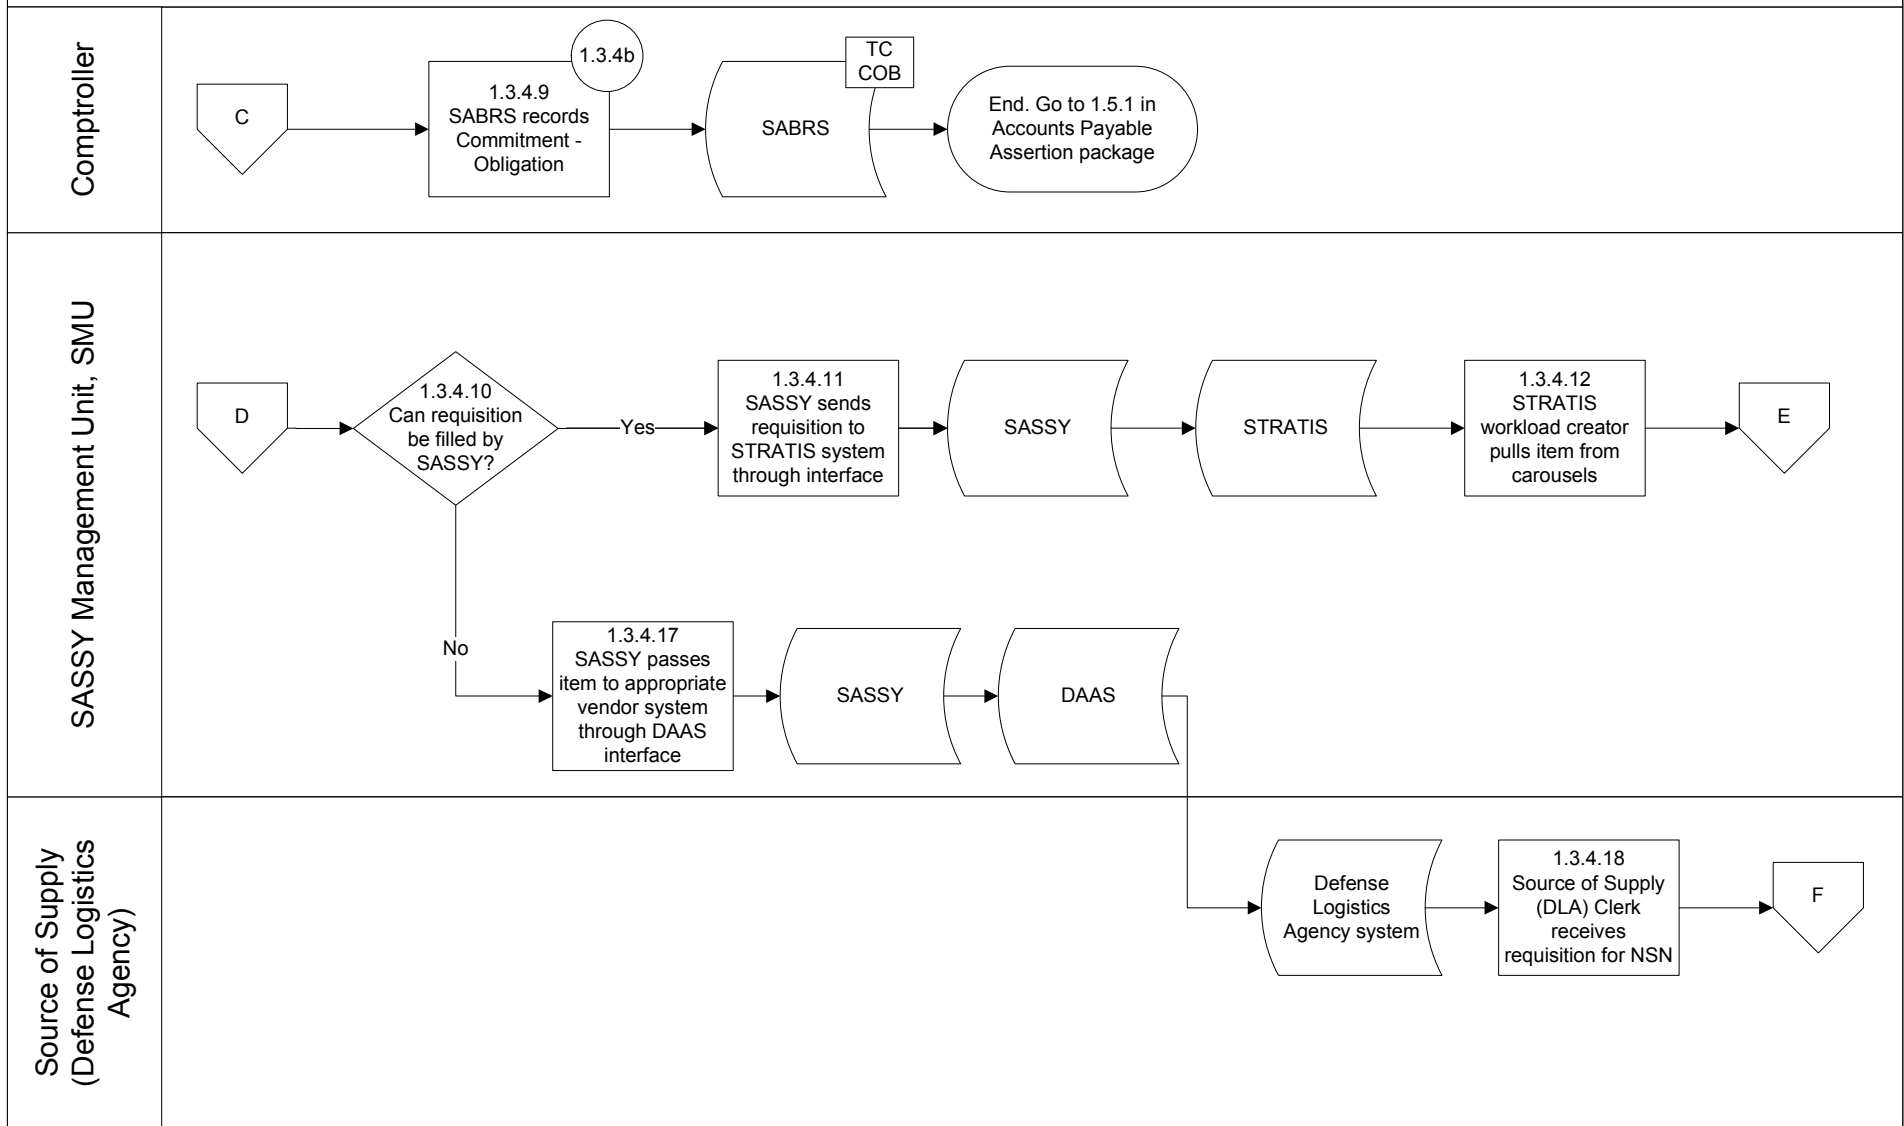 Comptroller
C
1.3.4b
1.3.4.9
SABRS records
Commitment -
Obligation
TC
COB
SABRS
End. Go to 1.5.1 in
Accounts Payable
Assertion package
SASSY Management Unit, SMU
D
1.3.4.10
Can requisition
be filled by
SASSY?
Yes
1.3.4.11
SASSY sends
requisition to
STRATIS system
through interface
SASSY
STRATIS
1.3.4.12
STRATIS
workload creator
pulls item from
carousels
E
No
1.3.4.17
SASSY passes
item to appropriate
vendor system
through DAAS
interface
SASSY
DAAS
Source of Supply
(Defense Logistics
Agency)
Defense
Logistics
Agency system
1.3.4.18
Source of Supply
(DLA) Clerk
receives
requisition for NSN
F